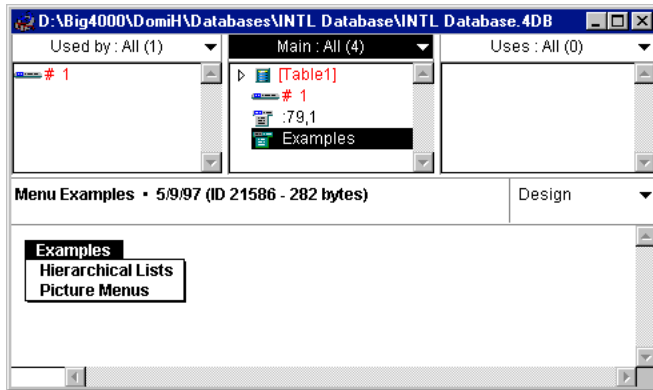 D:\Big4000\DomiH\Databases\INTL Database\INTL Database.4DB
Used by : All (1)
Main : All (4)
Uses : All (0)
# 1
[Table1]
# 1
:79,1
Examples
Menu Examples • 5/9/97 (ID 21586 - 282 bytes)
Design
Examples
Hierarchical Lists
Picture Menus